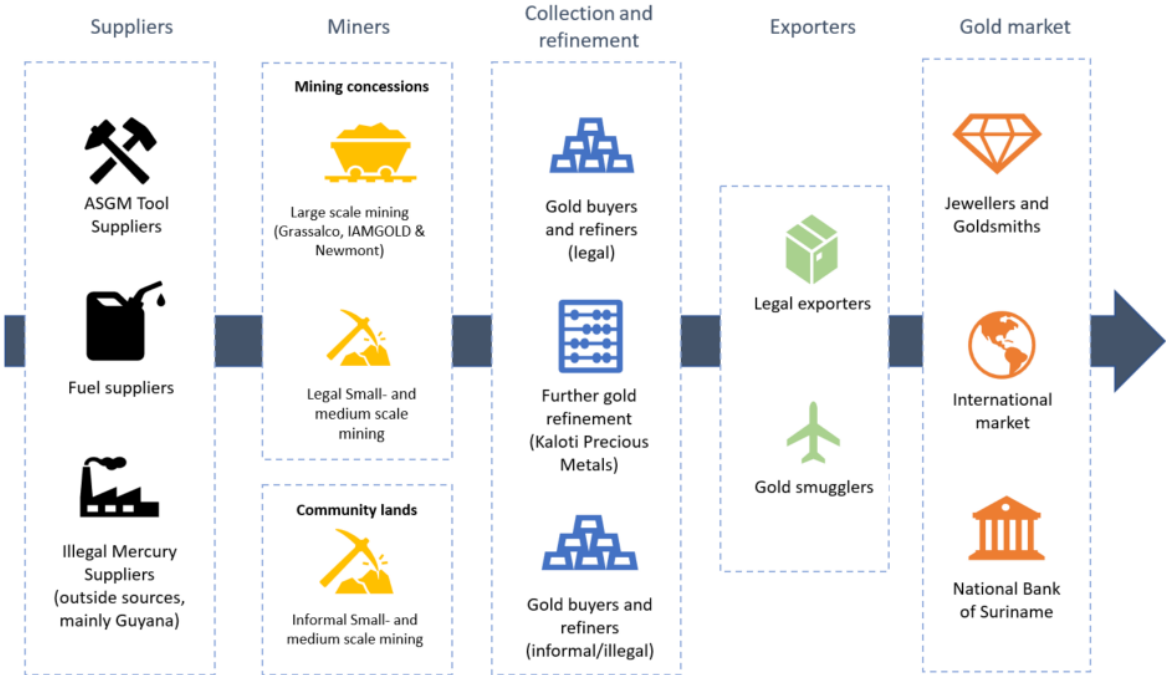 Suppliers
Miners
Collection and
refinement
Exporters
Gold market
ASGM Tool
Suppliers
Fuel suppliers
Illegal Mercury
Suppliers
(outside sources,
mainly Guyana)
Mining concessions
Large scale mining
(Grassalco, IAMGOLD &
Newmont)
Legal Small- and
medium scale
mining
Community lands
Informal Small- and
medium scale mining
Gold buyers
and refiners
(legal)
Further gold
refinement
(Kaloti Precious
Metals)
Gold buyers and
refiners
(informal/illegal)
Legal exporters
Gold smugglers
Jewellers and
Goldsmiths
International
market
National Bank
of Suriname